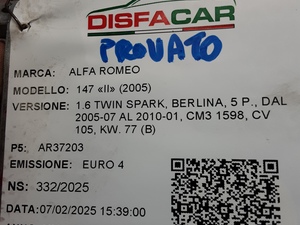 DISFACAR
PROVATO
MARCA: ALFA ROMEO
MODELLO: 147 «II» (2005)
VERSIONE: 1.6 TWIN SPARK, BERLINA, 5 P., DAL
2005-07 AL 2010-01, CM3 1598, CV
105, KW. 77 (B)
P5: AR37203
EMISSIONE: EURO 4
NS: 332/2025
DATA:07/02/2025 15:39:00